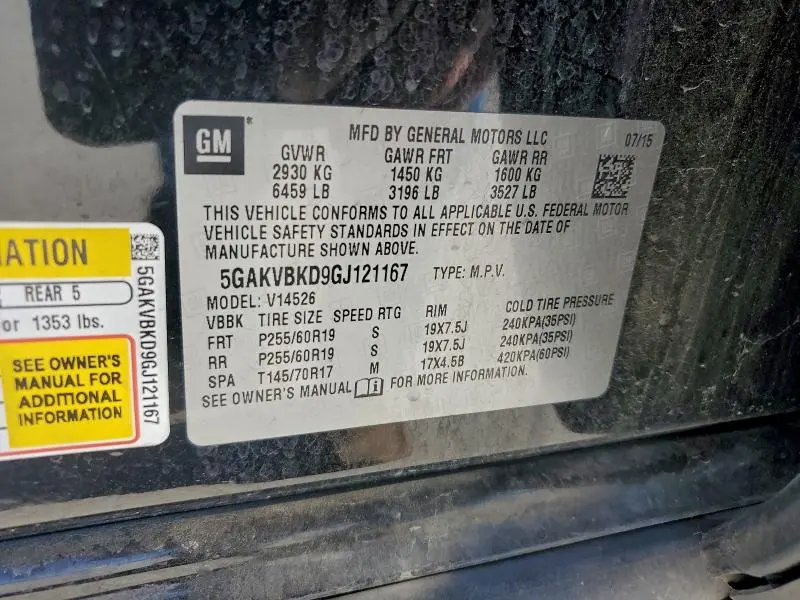 GM
MFD BY GENERAL MOTORS LLC
07/15
GVWR GAWR FRT GAWR RR
2930 KG 1450 KG 1600 KG
6459 LB 3196 LB 3527 LB
THIS VEHICLE CONFORMS TO ALL APPLICABLE U.S. FEDERAL MOTOR
VEHICLE SAFETY STANDARDS IN EFFECT ON THE DATE OF
MANUFACTURE SHOWN ABOVE.
5GAKVBKD9GJ121167 TYPE: M.P.V.
MODEL: V14526
VBBK TIRE SIZE SPEED RTG RIM COLD TIRE PRESSURE
FRT P255/60R19 S 19X7.5J 240KPA(35PSI)
RR P255/60R19 S 19X7.5J 240KPA(35PSI)
SPA T145/70R17 M 17X4.5B 420KPA(60PSI)
SEE OWNER'S MANUAL i FOR MORE INFORMATION.
ATION
REAR 5
or 1353 lbs.
SEE OWNER'S
MANUAL FOR
ADDITIONAL
INFORMATION
5GAKVBKD9GJ121167